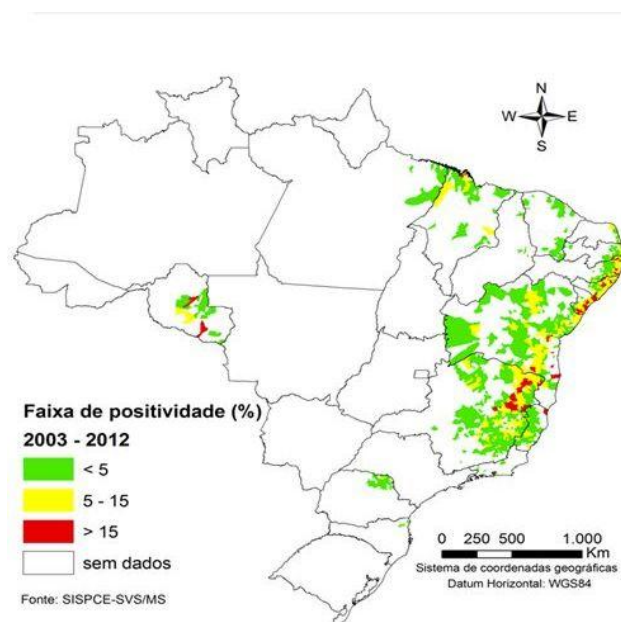 N
W E
S
Faixa de positividade (%)
2003 - 2012
< 5
5 - 15
> 15
sem dados
Fonte: SISPCE-SVS/MS
0 250 500 1.000
Km
Sistema de coordenadas geográficas
Datum Horizontal: WGS84